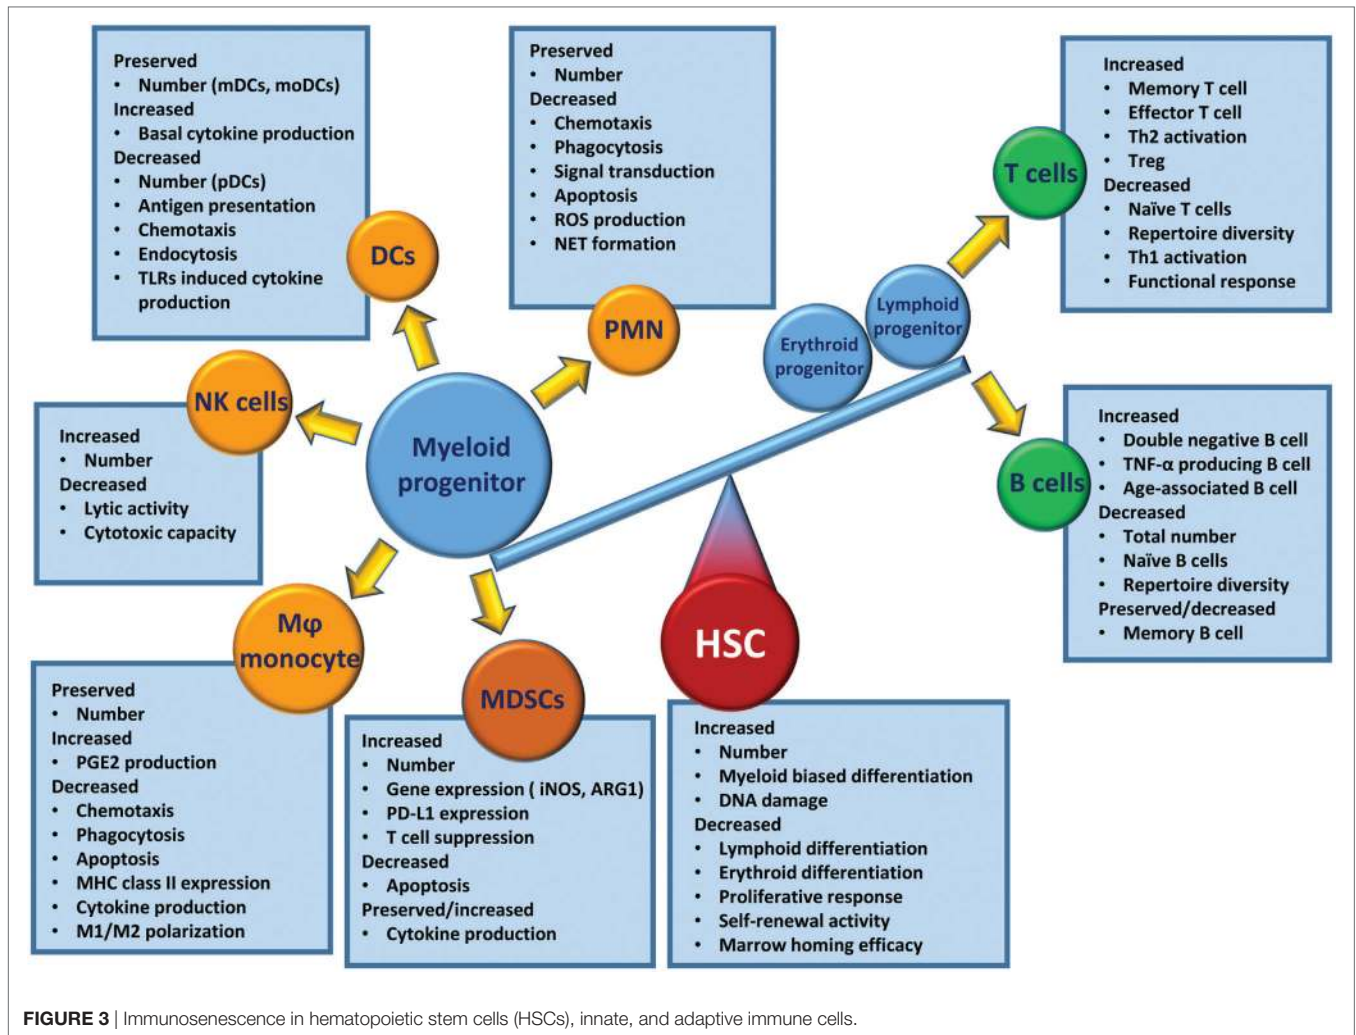 Preserved
• Number (mDCs, moDCs)
Increased
• Basal cytokine production
Decreased
• Number (pDCs)
• Antigen presentation
• Chemotaxis
• Endocytosis
• TLRs induced cytokine
production
DCs
Preserved
• Number
Decreased
• Chemotaxis
• Phagocytosis
• Signal transduction
• Apoptosis
• ROS production
• NET formation
PMN
Increased
• Memory T cell
• Effector T cell
• Th2 activation
• Treg
Decreased
• Naïve T cells
• Repertoire diversity
• Th1 activation
• Functional response
T cells
Lymphoid
progenitor
Erythroid
progenitor
NK cells
Increased
• Number
Decreased
• Lytic activity
• Cytotoxic capacity
Myeloid
progenitor
B cells
Increased
• Double negative B cell
• TNF-α producing B cell
• Age-associated B cell
Decreased
• Total number
• Naïve B cells
• Repertoire diversity
Preserved/decreased
• Memory B cell
Mφ
monocyte
Preserved
• Number
Increased
• PGE2 production
Decreased
• Chemotaxis
• Phagocytosis
• Apoptosis
• MHC class II expression
• Cytokine production
• M1/M2 polarization
MDSCs
Increased
• Number
• Gene expression ( iNOS, ARG1)
• PD-L1 expression
• T cell suppression
Decreased
• Apoptosis
Preserved/increased
• Cytokine production
HSC
Increased
• Number
• Myeloid biased differentiation
• DNA damage
Decreased
• Lymphoid differentiation
• Erythroid differentiation
• Proliferative response
• Self-renewal activity
• Marrow homing efficacy
FIGURE 3 | Immunosenescence in hematopoietic stem cells (HSCs), innate, and adaptive immune cells.